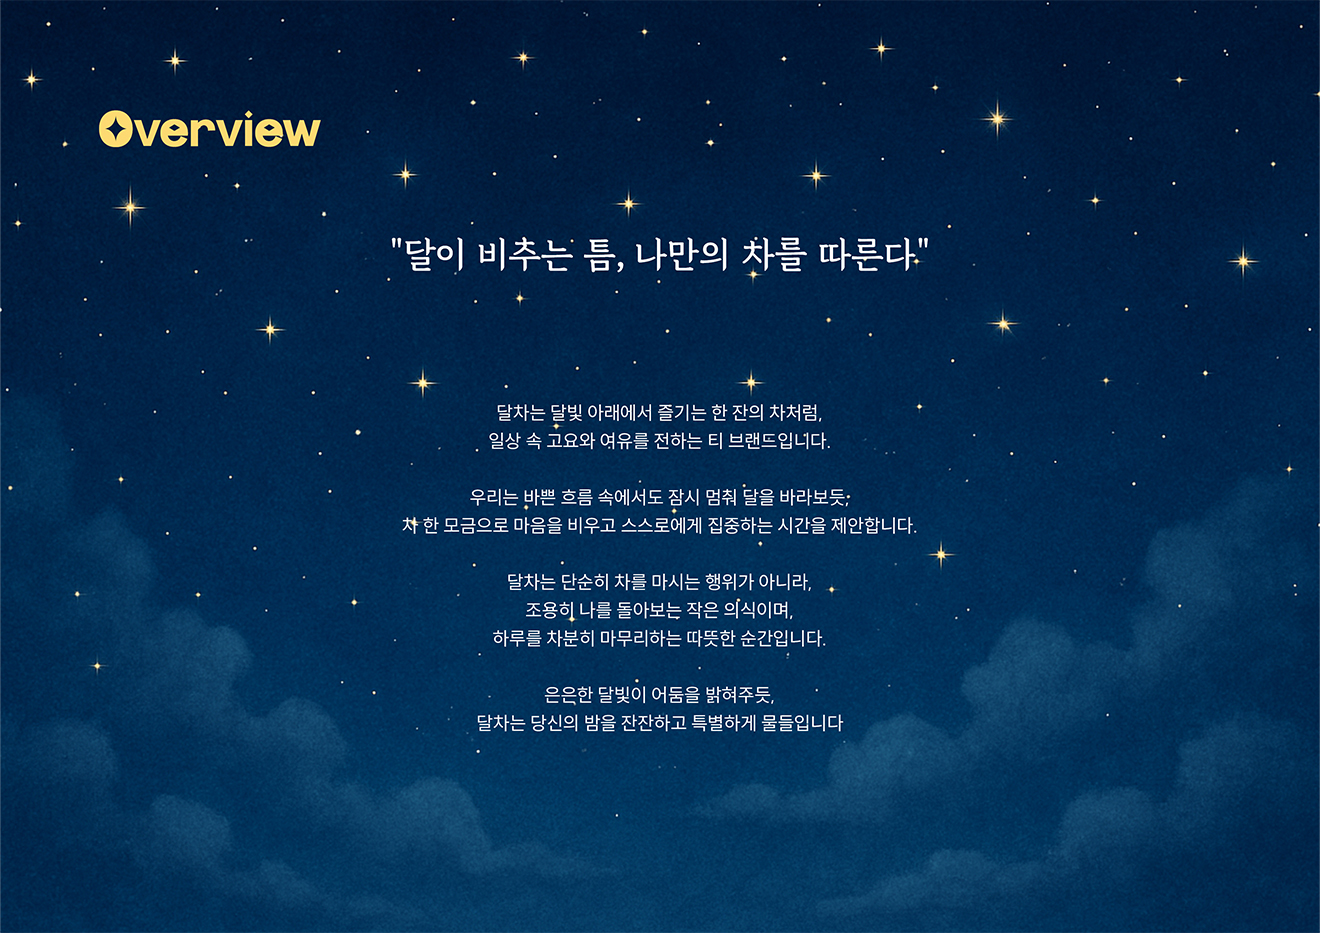 Overview
"달이 비추는 틈, 나만의 차를 따른다"
달차는 달빛 아래에서 즐기는 한 잔의 차처럼,
일상 속 고요와 여유를 전하는 티 브랜드입니다.
우리는 바쁜 흐름 속에서도 잠시 멈춰 달을 바라보듯,
차 한 모금으로 마음을 비우고 스스로에게 집중하는 시간을 제안합니다.
달차는 단순히 차를 마시는 행위가 아니라,
조용히 나를 돌아보는 작은 의식이며,
하루를 차분히 마무리하는 따뜻한 순간입니다.
은은한 달빛이 어둠을 밝혀주듯,
달차는 당신의 밤을 잔잔하고 특별하게 물들입니다